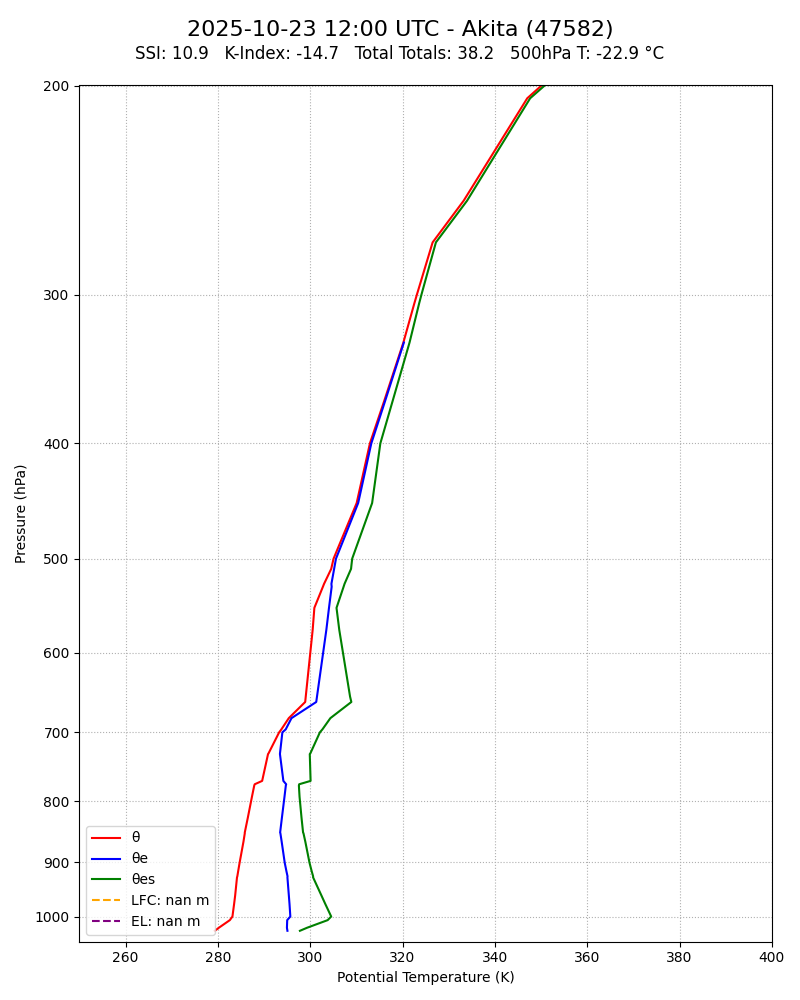 2025-10-23 12:00 UTC - Akita (47582)
SSI: 10.9 K-Index: -14.7 Total Totals: 38.2 500hPa T: -22.9 °C
200
300
400
500
600
700
800
900
1000
Pressure (hPa)
θ
θe
θes
LFC: nan m
EL: nan m
260 280 300 320 340 360 380 400
Potential Temperature (K)